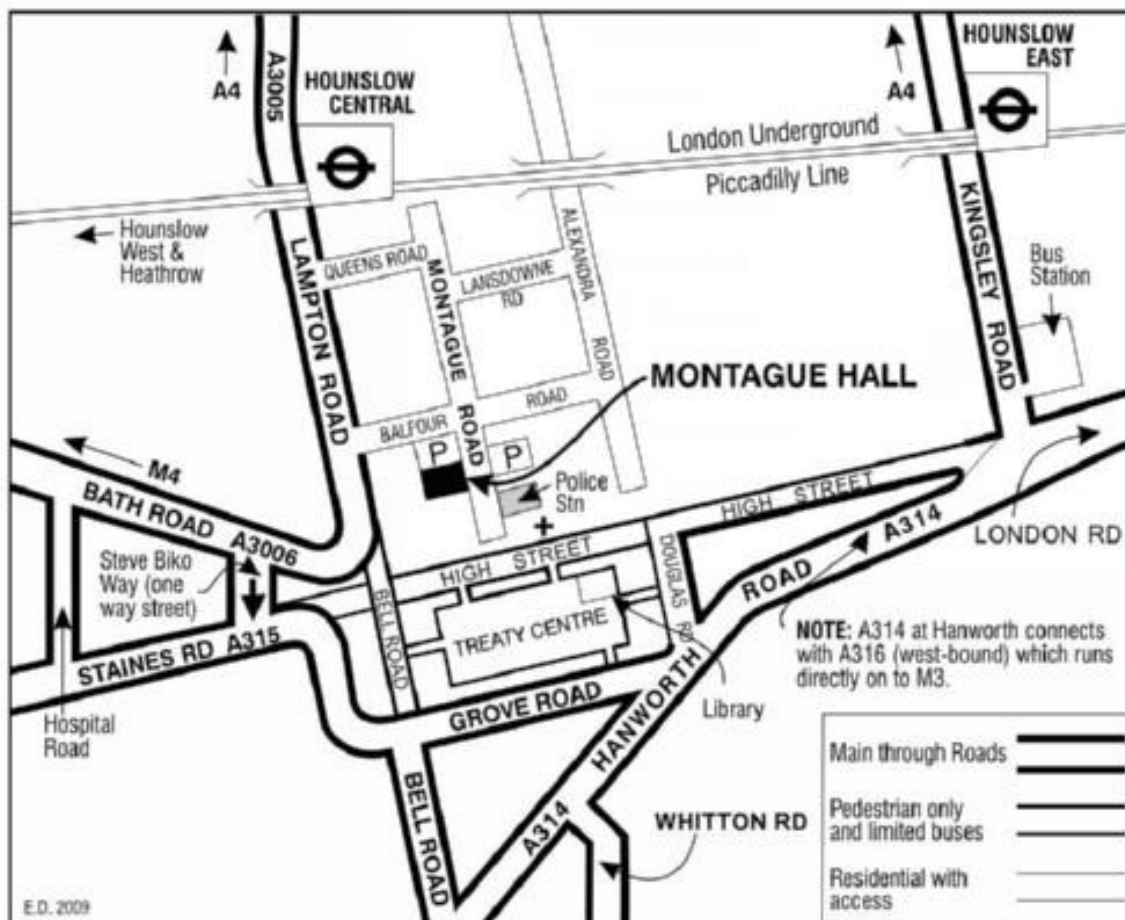 A4
A3005
HOUNSLOW
CENTRAL
A4
HOUNSLOW
EAST
London Underground
Piccadilly Line
Hounslow
West &
Heathrow
LAMPTON ROAD
QUEENS ROAD
MONTAGUE ROAD
LANSDOWNE
RD
ALEXANDRA ROAD
KINGSLEY ROAD
Bus
Station
MONTAGUE HALL
BALFOUR ROAD
P
P
Police
Stn
M4
BATH ROAD A3006
Steve Biko
Way (one
way street)
STAINES RD A315
Hospital
Road
HIGH STREET
HIGH STREET
BELL ROAD
TREATY CENTRE
DOUGLAS RD
Library
GROVE ROAD
BELL ROAD
A314 HANWORTH ROAD A314
LONDON RD
NOTE: A314 at Hanworth connects
with A316 (west-bound) which runs
directly on to M3.
WHITTON RD
Main through Roads
Pedestrian only
and limited buses
Residential with
access
E.D. 2009